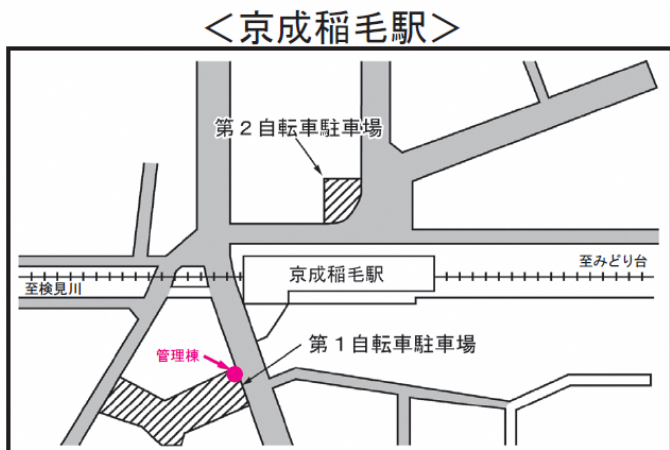 ＜京成稲毛駅＞
第２自転車駐車場
京成稲毛駅
至みどり台
至検見川
第１自転車駐車場
管理棟